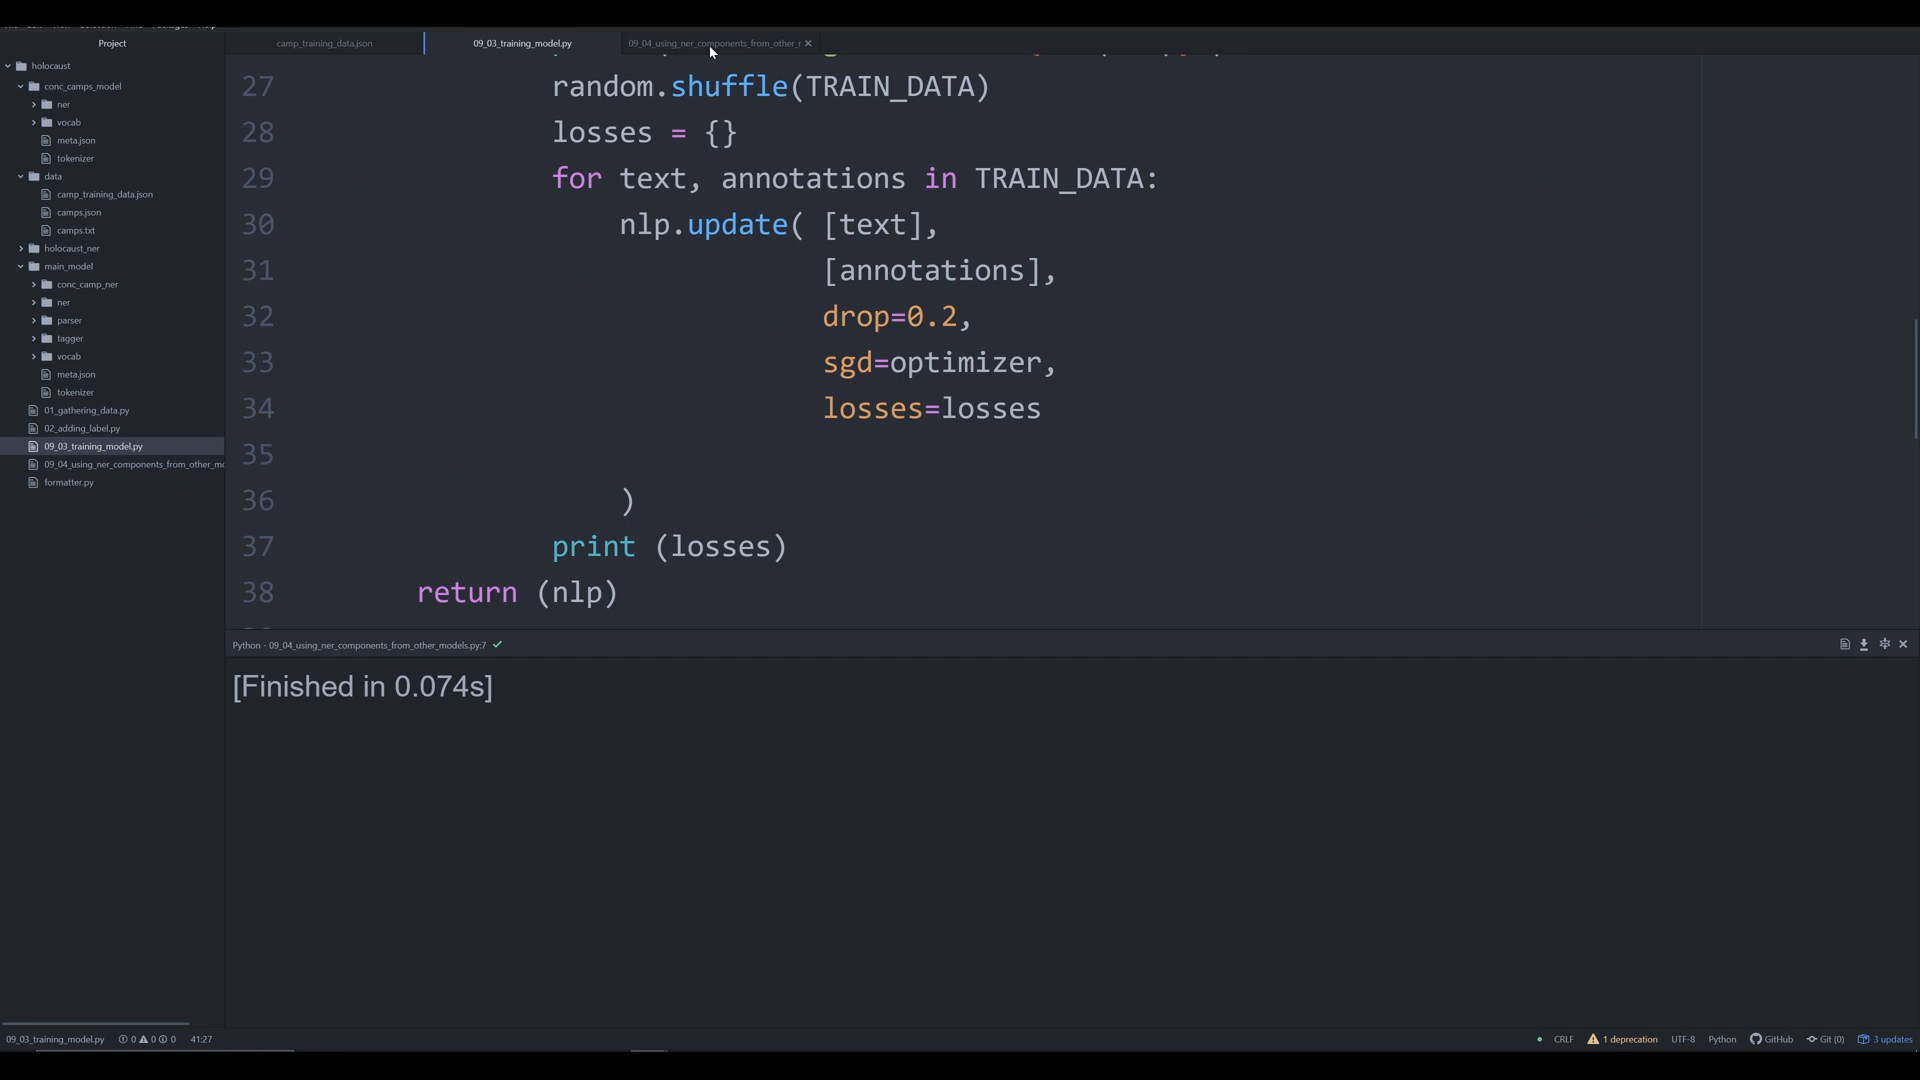 Project
camp_training_data.json
09_03_training_model.py
09_04_using_ner_components_from_other_r
holocaust
conc_camps_model
ner
vocab
meta.json
tokenizer
data
camp_training_data.json
camps.json
camps.txt
holocaust_ner
main_model
conc_camp_ner
ner
parser
tagger
vocab
meta.json
tokenizer
01_gathering_data.py
02_adding_label.py
09_03_training_model.py
09_04_using_ner_components_from_other_mo
formatter.py
27 random.shuffle(TRAIN_DATA)
28 losses = {}
29 for text, annotations in TRAIN_DATA:
30 nlp.update( [text],
31 [annotations],
32 drop=0.2,
33 sgd=optimizer,
34 losses=losses
35
36 )
37 print (losses)
38 return (nlp)
Python - 09_04_using_ner_components_from_other_models.py:7
[Finished in 0.074s]
09_03_training_model.py 0 0 0 41:27
CRLF 1 deprecation UTF-8 Python GitHub Git (0) 3 updates